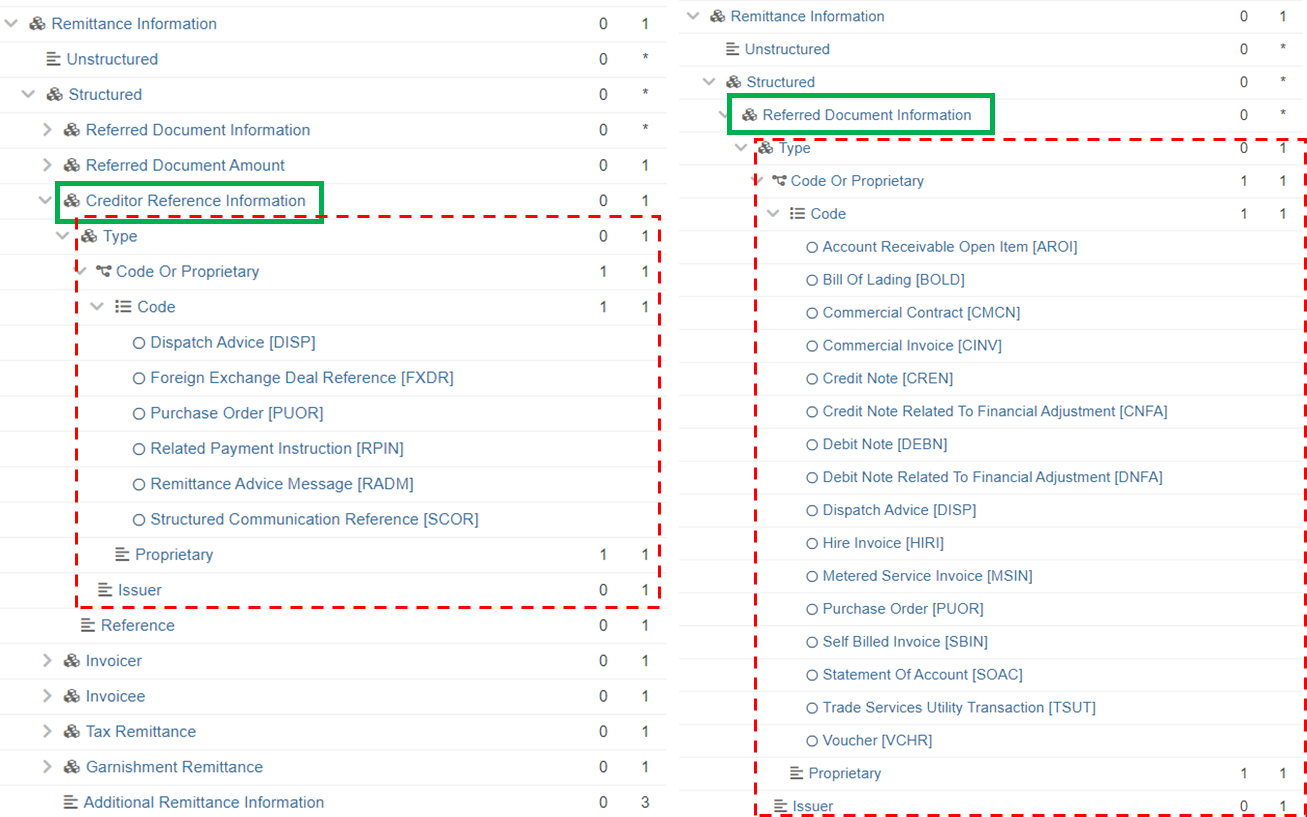 Remittance Information 0 1
Unstructured 0 *
Structured 0 *
Referred Document Information 0 *
Referred Document Amount 0 1
Creditor Reference Information 0 1
Type 0 1
Code Or Proprietary 1 1
Code 1 1
Dispatch Advice [DISP]
Foreign Exchange Deal Reference [FXDR]
Purchase Order [PUOR]
Related Payment Instruction [RPIN]
Remittance Advice Message [RADM]
Structured Communication Reference [SCOR]
Proprietary 1 1
Issuer 0 1
Reference 0 1
Invoicer 0 1
Invoicee 0 1
Tax Remittance 0 1
Garnishment Remittance 0 1
Additional Remittance Information 0 3
Remittance Information 0 1
Unstructured 0 *
Structured 0 *
Referred Document Information 0 *
Type 0 1
Code Or Proprietary 1 1
Code 1 1
Account Receivable Open Item [AROI]
Bill Of Lading [BOLD]
Commercial Contract [CMCN]
Commercial Invoice [CINV]
Credit Note [CREN]
Credit Note Related To Financial Adjustment [CNFA]
Debit Note [DEBN]
Debit Note Related To Financial Adjustment [DNFA]
Dispatch Advice [DISP]
Hire Invoice [HIRI]
Metered Service Invoice [MSIN]
Purchase Order [PUOR]
Self Billed Invoice [SBIN]
Statement Of Account [SOAC]
Trade Services Utility Transaction [TSUT]
Voucher [VCHR]
Proprietary 1 1
Issuer 0 1